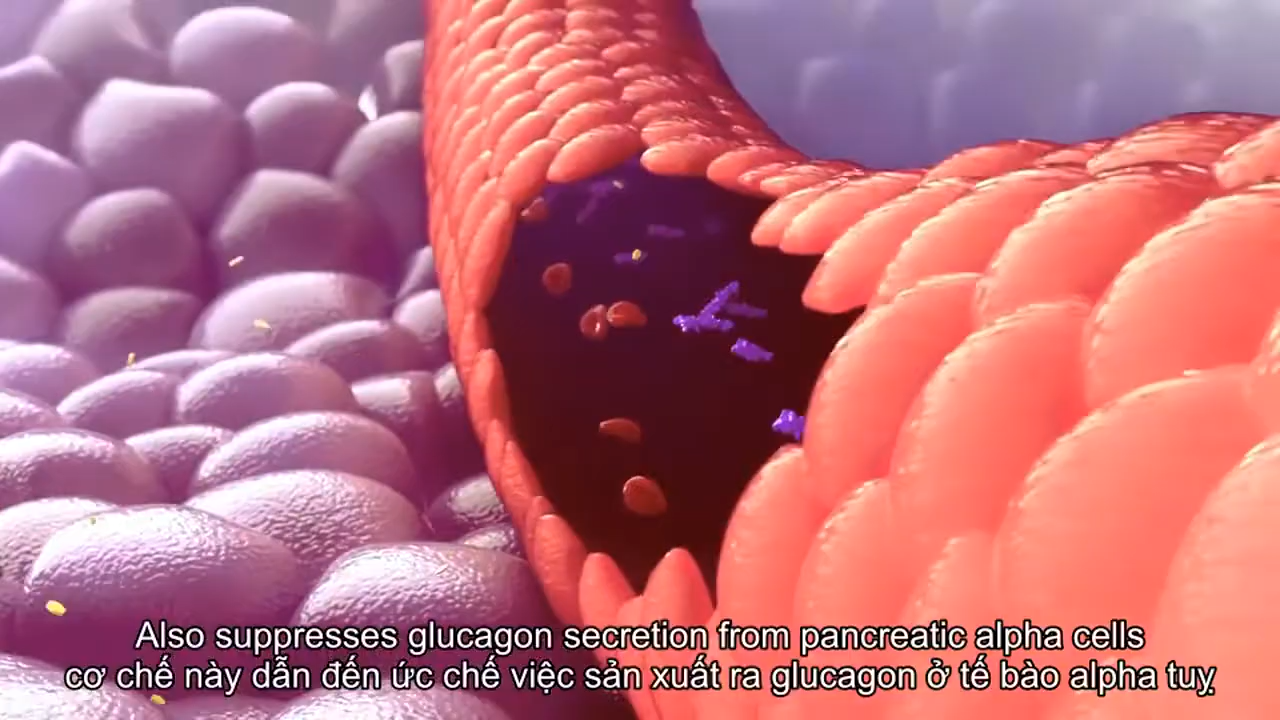 Also suppresses glucagon secretion from pancreatic alpha cells
cơ chế này dẫn đến ức chế việc sản xuất ra glucagon ở tế bào alpha tuỵ